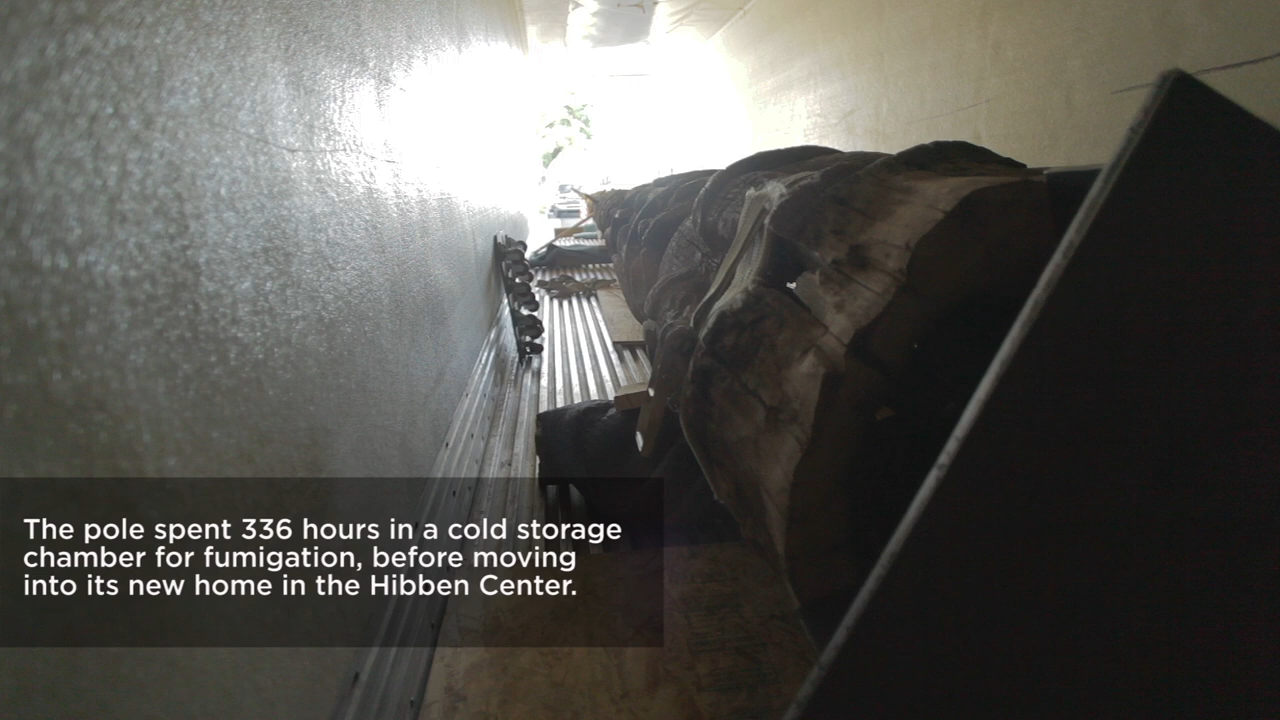 The pole spent 336 hours in a cold storage
chamber for fumigation, before moving
into its new home in the Hibben Center.